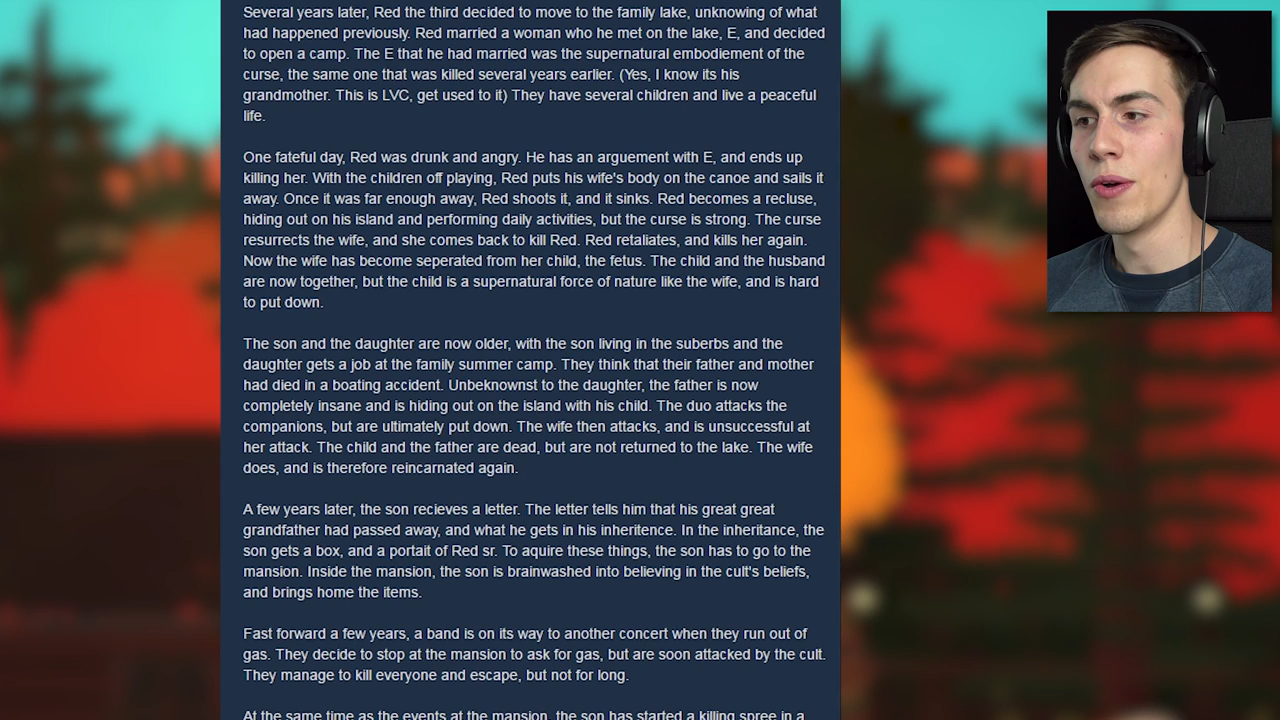 Several years later, Red the third decided to move to the family lake, unknowing of what
had happened previously. Red married a woman who he met on the lake, E, and decided
to open a camp. The E that he had married was the supernatural embodiement of the
curse, the same one that was killed several years earlier. (Yes, I know its his
grandmother. This is LVC, get used to it) They have several children and live a peaceful
life.
One fateful day, Red was drunk and angry. He has an arguement with E, and ends up
killing her. With the children off playing, Red puts his wife's body on the canoe and sails it
away. Once it was far enough away, Red shoots it, and it sinks. Red becomes a recluse,
hiding out on his island and performing daily activities, but the curse is strong. The curse
resurrects the wife, and she comes back to kill Red. Red retaliates, and kills her again.
Now the wife has become seperated from her child, the fetus. The child and the husband
are now together, but the child is a supernatural force of nature like the wife, and is hard
to put down.
The son and the daughter are now older, with the son living in the suberbs and the
daughter gets a job at the family summer camp. They think that their father and mother
had died in a boating accident. Unbeknownst to the daughter, the father is now
completely insane and is hiding out on the island with his child. The duo attacks the
companions, but are ultimately put down. The wife then attacks, and is unsuccessful at
her attack. The child and the father are dead, but are not returned to the lake. The wife
does, and is therefore reincarnated again.
A few years later, the son recieves a letter. The letter tells him that his great great
grandfather had passed away, and what he gets in his inheritence. In the inheritance, the
son gets a box, and a portait of Red sr. To aquire these things, the son has to go to the
mansion. Inside the mansion, the son is brainwashed into believing in the cult's beliefs,
and brings home the items.
Fast forward a few years, a band is on its way to another concert when they run out of
gas. They decide to stop at the mansion to ask for gas, but are soon attacked by the cult.
They manage to kill everyone and escape, but not for long.
At the same time as the events at the mansion, the son has started a killing spree in a